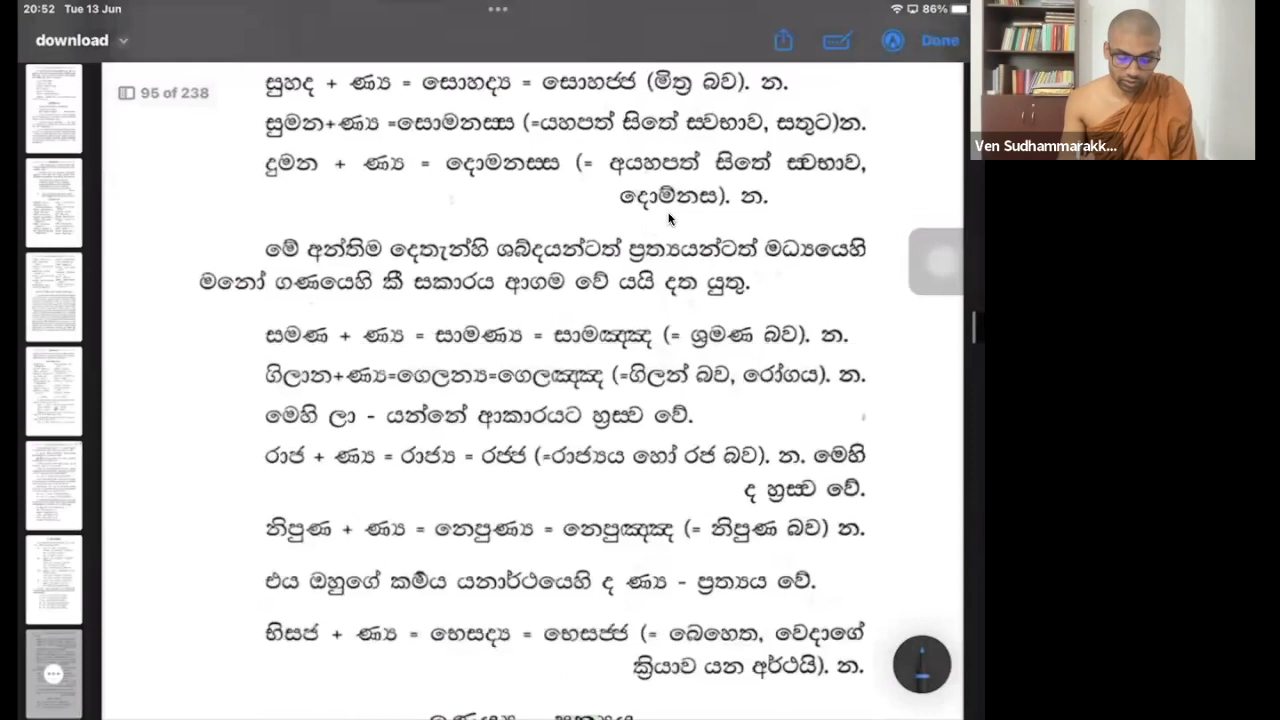 20:52 Tue 13 Jun
86%
download
Done
95 of 238
සුහද + ණ්‍ය = සොහද්‍ය = සොහජ්ජ (මිත්‍ර බව). න.
සුමන+ණ්‍ය =සොමනස්ස (=යහපත් සිතේ ස්වභාව, සතුට)න.
දුමන + ණ්‍ය = දොමනස්ස (= අයහපත් සිතේ ස්වභාව,
දොම්නස). න.
මේ අන්තිම දෙතැන්හි ශබ්දයන්ටත් ප්‍රත්‍යයන්ටත් මධ්‍යයෙහි
මනෝ ගණයෙහි කී සකාරය ආගම වේ යයි දත යුතු.
සමණ + ණ්‍ය = සාමණ්‍ය = සාමඤ්ඤ (= ශ්‍රමණ බව). න.
ගිලාන+ණ්‍ය=ගෙලන්‍ය= ගෙලඤ්ඤ (=ගිලන් බව, රෝගය). න.
මෙහි ලා - යන්නේ ආකාරයට හ්‍රස්ව වේ.
රාජ + ණ්‍ය = රාජ්‍ය = රජ්ජ (=රාජ්‍යය හෝ රජ බව). න. මෙහි
ද හ්‍රස්ව වේ.
නිපුණ + ණ්‍ය = නෙපුණ්‍ය = නෙපුඤ්ඤ (= නිපුණ බව) න.
එය ඔහුගේ කර්‍මය යනාර්ථයෙහි ද ණ්‍ය - ප්‍රත්‍යය වේ.
භිසජ + ණ්‍ය = භෙසද්‍ය = භෙසජ්ජ (= බෙහෙත, වෙදාගේ
ක්‍රියාව යන අර්ථයි). න.
Ven Sudhammarakk...